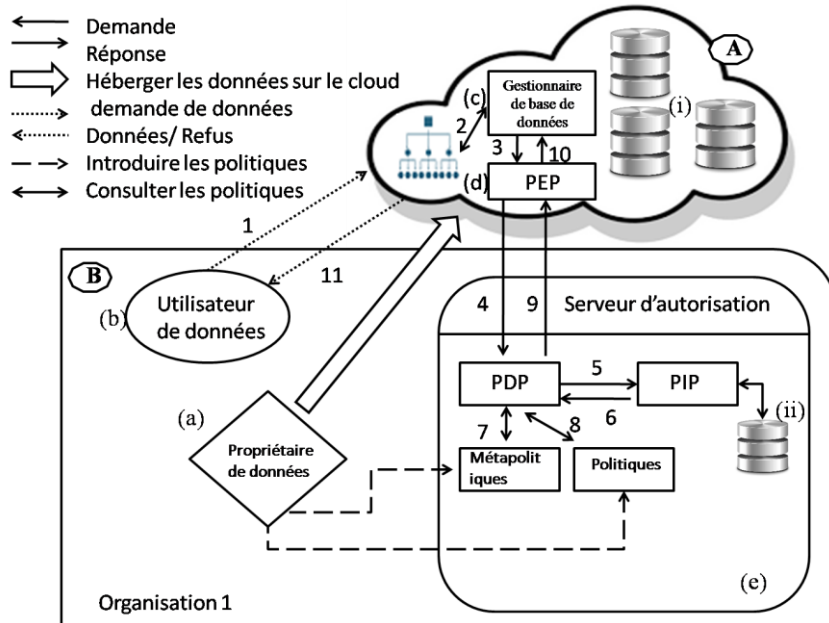 Demande
Réponse
Héberger les données sur le cloud
demande de données
Données/ Refus
Introduire les politiques
Consulter les politiques
A
(c)
Gestionnaire
de base de
données
(i)
2
3
10
(d)
PEP
1
11
B
(b)
Utilisateur
de données
4
9
Serveur d'autorisation
PDP
5
PIP
6
(ii)
(a)
Propriétaire
de données
7
8
Métapolit
iques
Politiques
(e)
Organisation 1